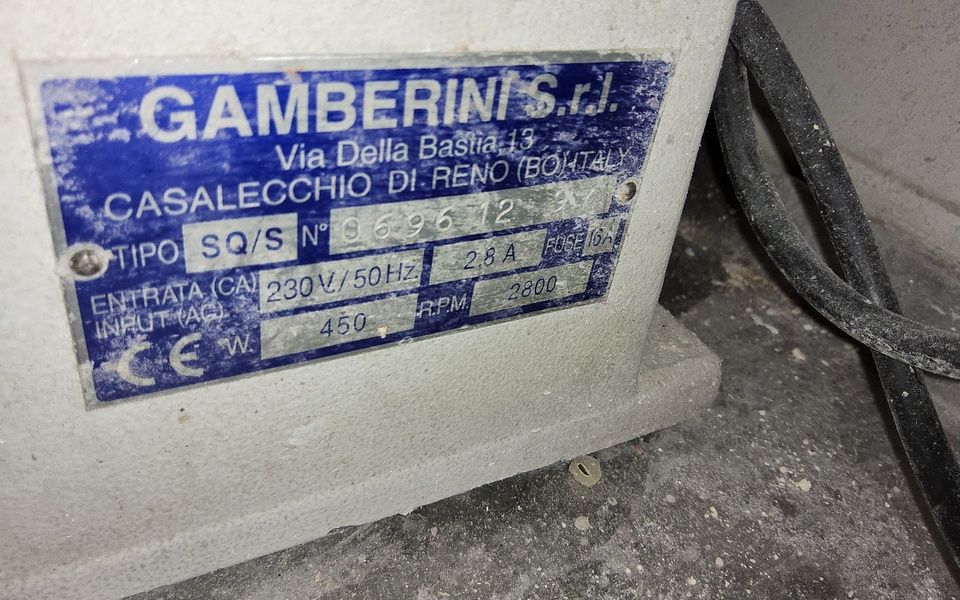 GAMBERINI S.r.l.
Via Della Bastia, 13
CASALECCHIO DI RENO (BO) ITALY
TIPO SQ/S N° 069612
ENTRATA (CA) 230V/50Hz 2.8 A FUSE 16A
INPUT (AC)
W. 450 R.P.M. 2800
CE